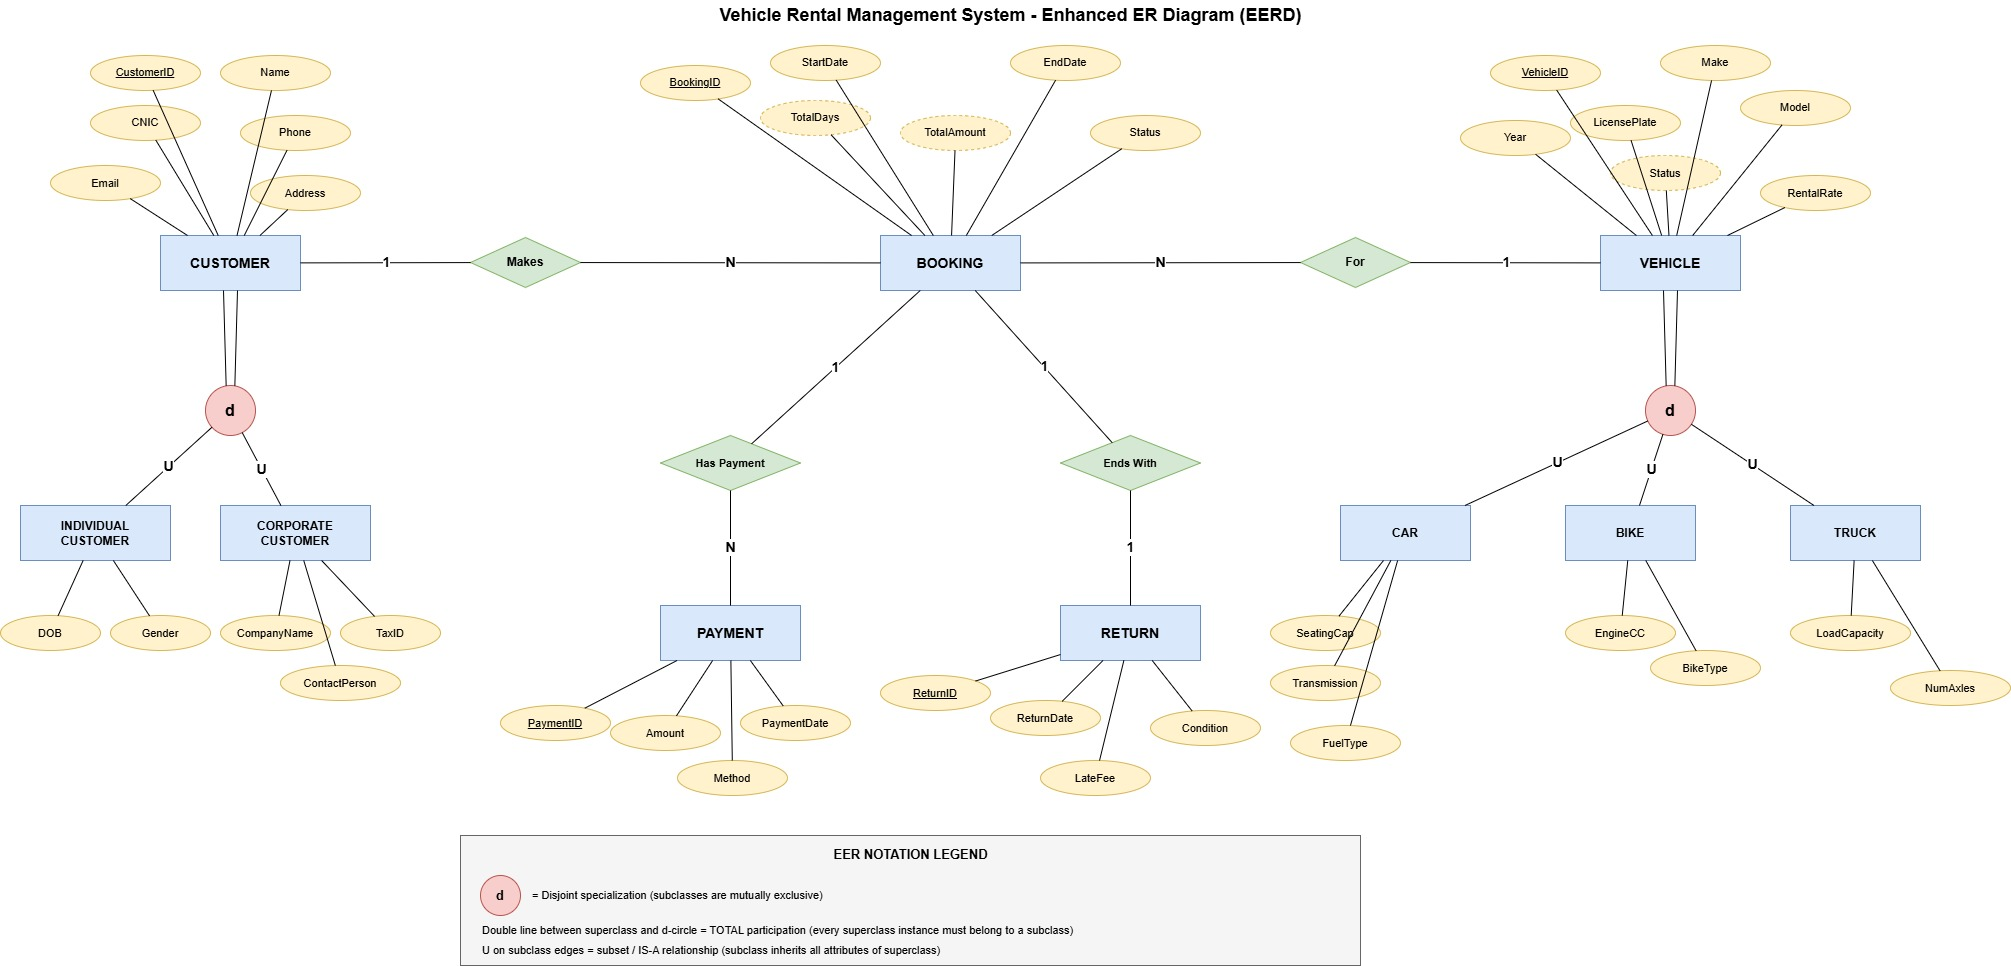 Vehicle Rental Management System - Enhanced ER Diagram (EERD)
CustomerID
Name
CNIC
Phone
Email
Address
BookingID
StartDate
EndDate
TotalDays
TotalAmount
Status
VehicleID
Make
LicensePlate
Model
Year
Status
RentalRate
CUSTOMER
1
Makes
N
BOOKING
N
For
1
VEHICLE
1
1
d
d
U
U
Has Payment
Ends With
U
U
U
INDIVIDUAL
CUSTOMER
CORPORATE
CUSTOMER
N
1
CAR
BIKE
TRUCK
DOB
Gender
CompanyName
TaxID
ContactPerson
PAYMENT
RETURN
SeatingCap
Transmission
FuelType
EngineCC
BikeType
LoadCapacity
NumAxles
PaymentID
Amount
PaymentDate
Method
ReturnID
ReturnDate
Condition
LateFee
EER NOTATION LEGEND
d
= Disjoint specialization (subclasses are mutually exclusive)
Double line between superclass and d-circle = TOTAL participation (every superclass instance must belong to a subclass)
U on subclass edges = subset / IS-A relationship (subclass inherits all attributes of superclass)